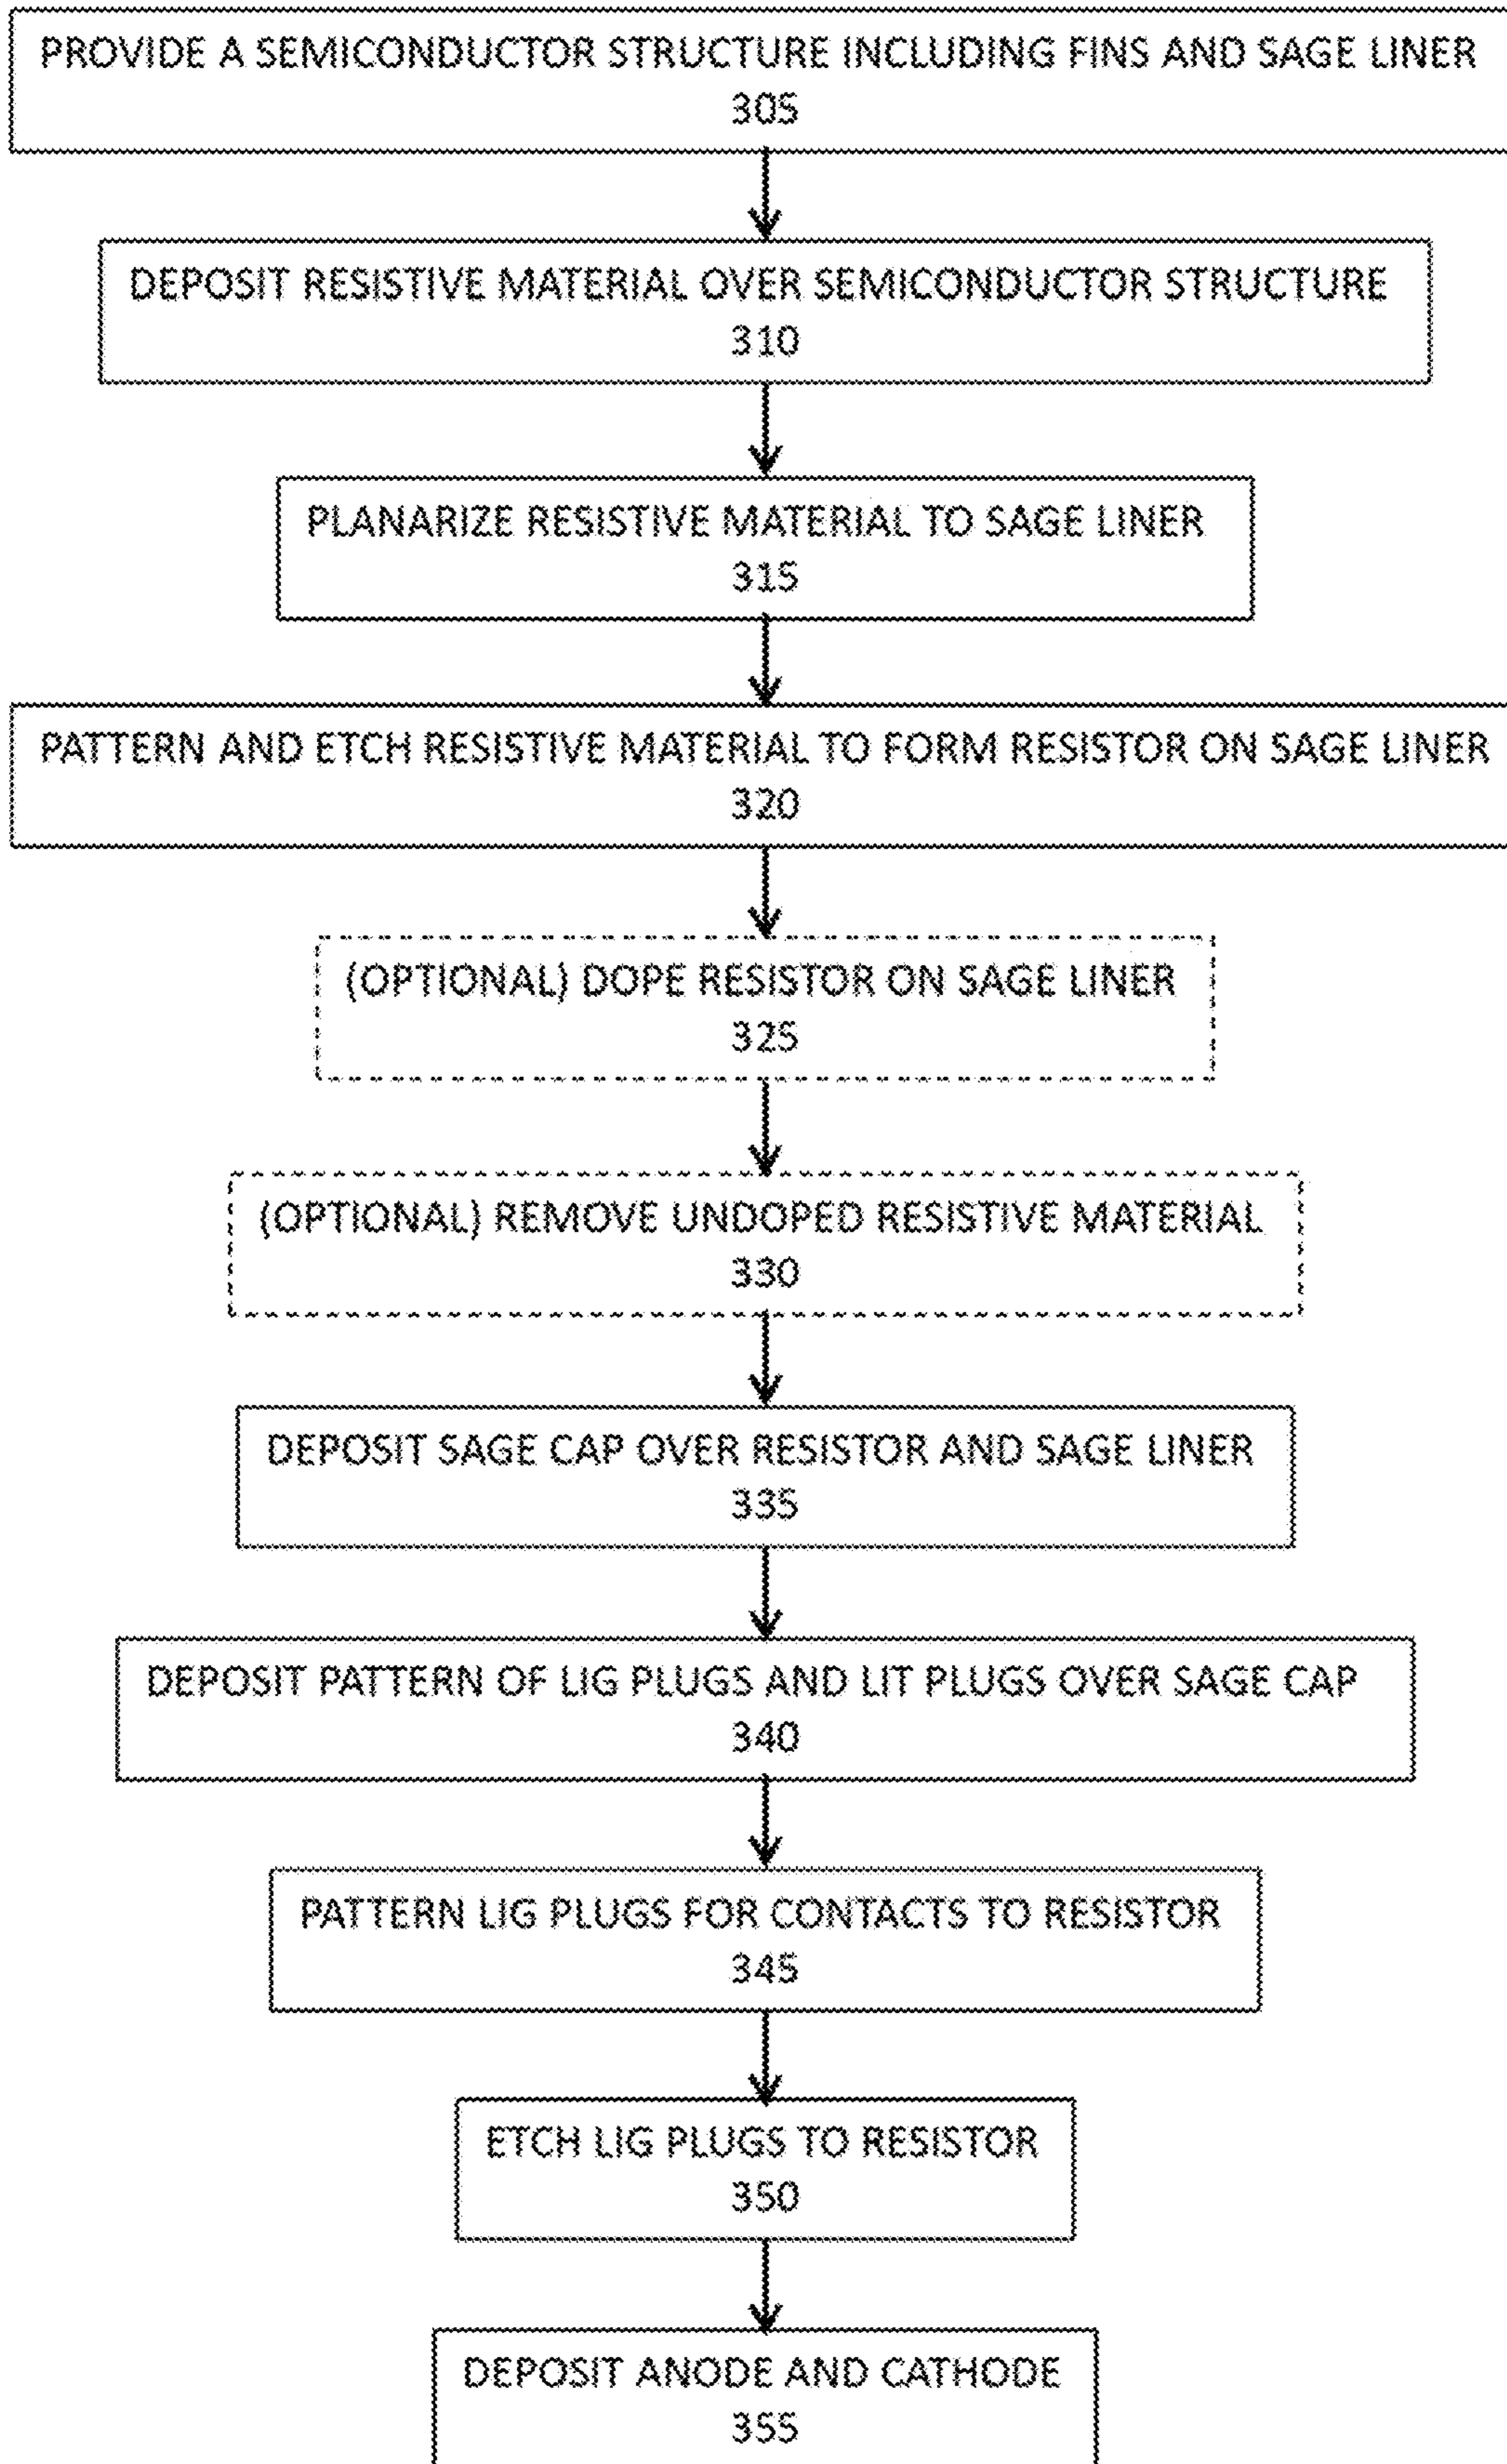 PROVIDE A SEMICONDUCTOR STRUCTURE INCLUDING FINS AND SAGE LINER
305
DEPOSIT RESISTIVE MATERIAL OVER SEMICONDUCTOR STRUCTURE
310
PLANARIZE RESISTIVE MATERIAL TO SAGE LINER
315
PATTERN AND ETCH RESISTIVE MATERIAL TO FORM RESISTOR ON SAGE LINER
320
(OPTIONAL) DOPE RESISTOR ON SAGE LINER
325
(OPTIONAL) REMOVE UNDOPED RESISTIVE MATERIAL
330
DEPOSIT SAGE CAP OVER RESISTOR AND SAGE LINER
335
DEPOSIT PATTERN OF LIG PLUGS AND LIT PLUGS OVER SAGE CAP
340
PATTERN LIG PLUGS FOR CONTACTS TO RESISTOR
345
ETCH LIG PLUGS TO RESISTOR
350
DEPOSIT ANODE AND CATHODE
355